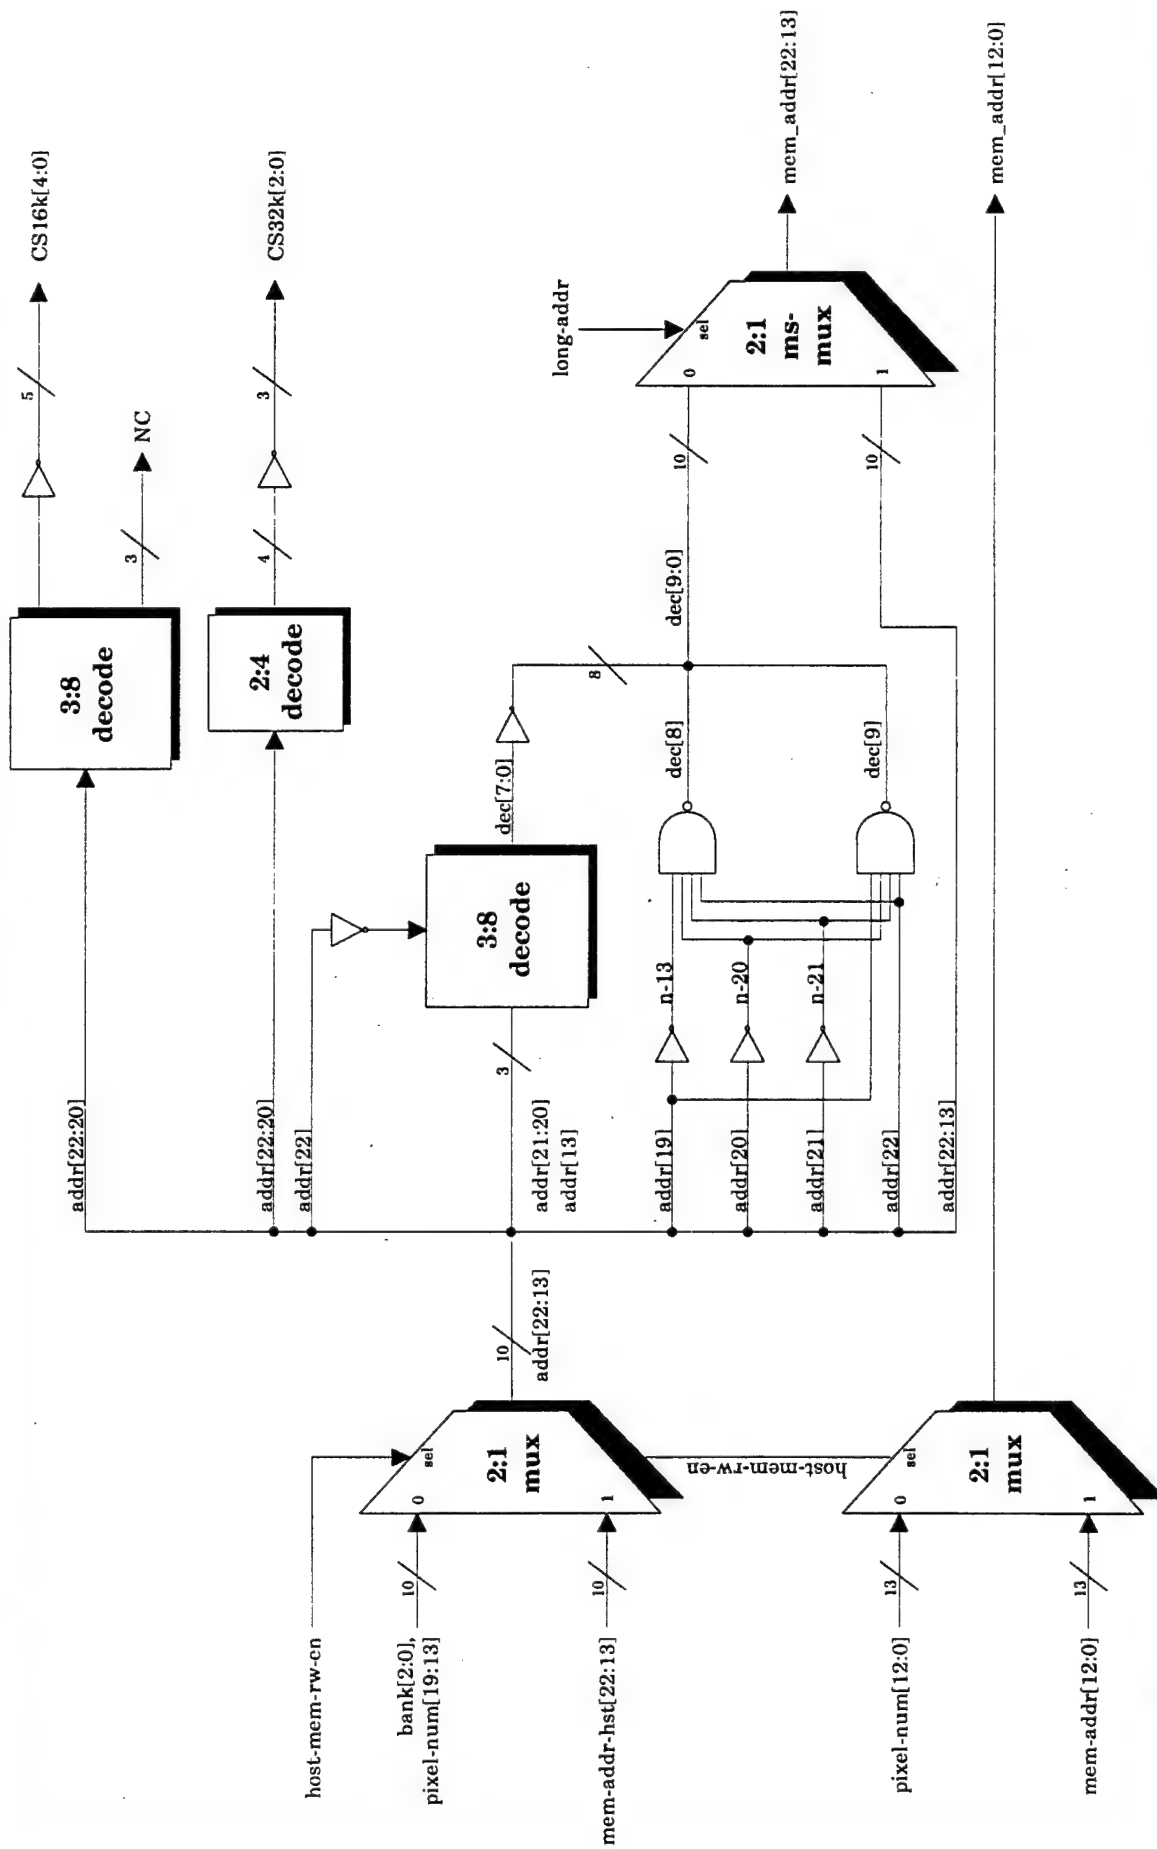 CS16k[4:0]
5
NC
3
3:8
decode
CS32k[2:0]
3
4
2:4
decode
addr[22:20]
addr[22:20]
addr[22]
dec[7:0]
8
3:8
decode
3
addr[21:20]
addr[13]
dec[9:0]
dec[8]
dec[9]
n-13
n-20
n-21
addr[19]
addr[20]
addr[21]
addr[22]
addr[22:13]
long-addr
sel
0
2:1
ms-
mux
1
10
10
mem_addr[22:13]
mem_addr[12:0]
10
addr[22:13]
host-mem-rw-en
sel
0
2:1
mux
1
10
bank[2:0],
pixel-num[19:13]
10
mem-addr-hst[22:13]
host-mem-rw-en
sel
0
2:1
mux
1
13
pixel-num[12:0]
13
mem-addr[12:0]